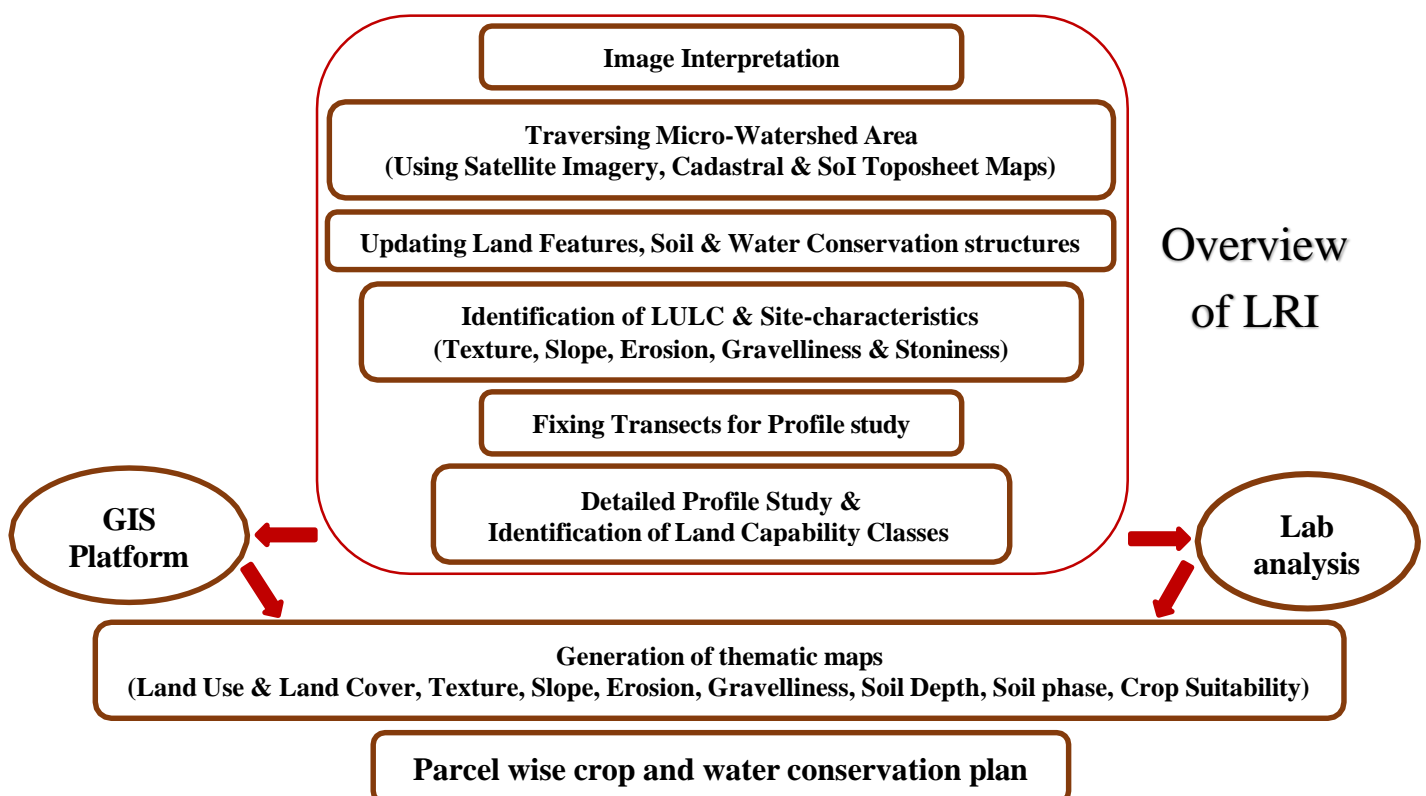 Image Interpretation
Traversing Micro-Watershed Area
(Using Satellite Imagery, Cadastral & SoI Toposheet Maps)
Updating Land Features, Soil & Water Conservation structures
Overview
of LRI
Identification of LULC & Site-characteristics
(Texture, Slope, Erosion, Gravelliness & Stoniness)
Fixing Transects for Profile study
Detailed Profile Study &
Identification of Land Capability Classes
GIS
Platform
Lab
analysis
Generation of thematic maps
(Land Use & Land Cover, Texture, Slope, Erosion, Gravelliness, Soil Depth, Soil phase, Crop Suitability)
Parcel wise crop and water conservation plan